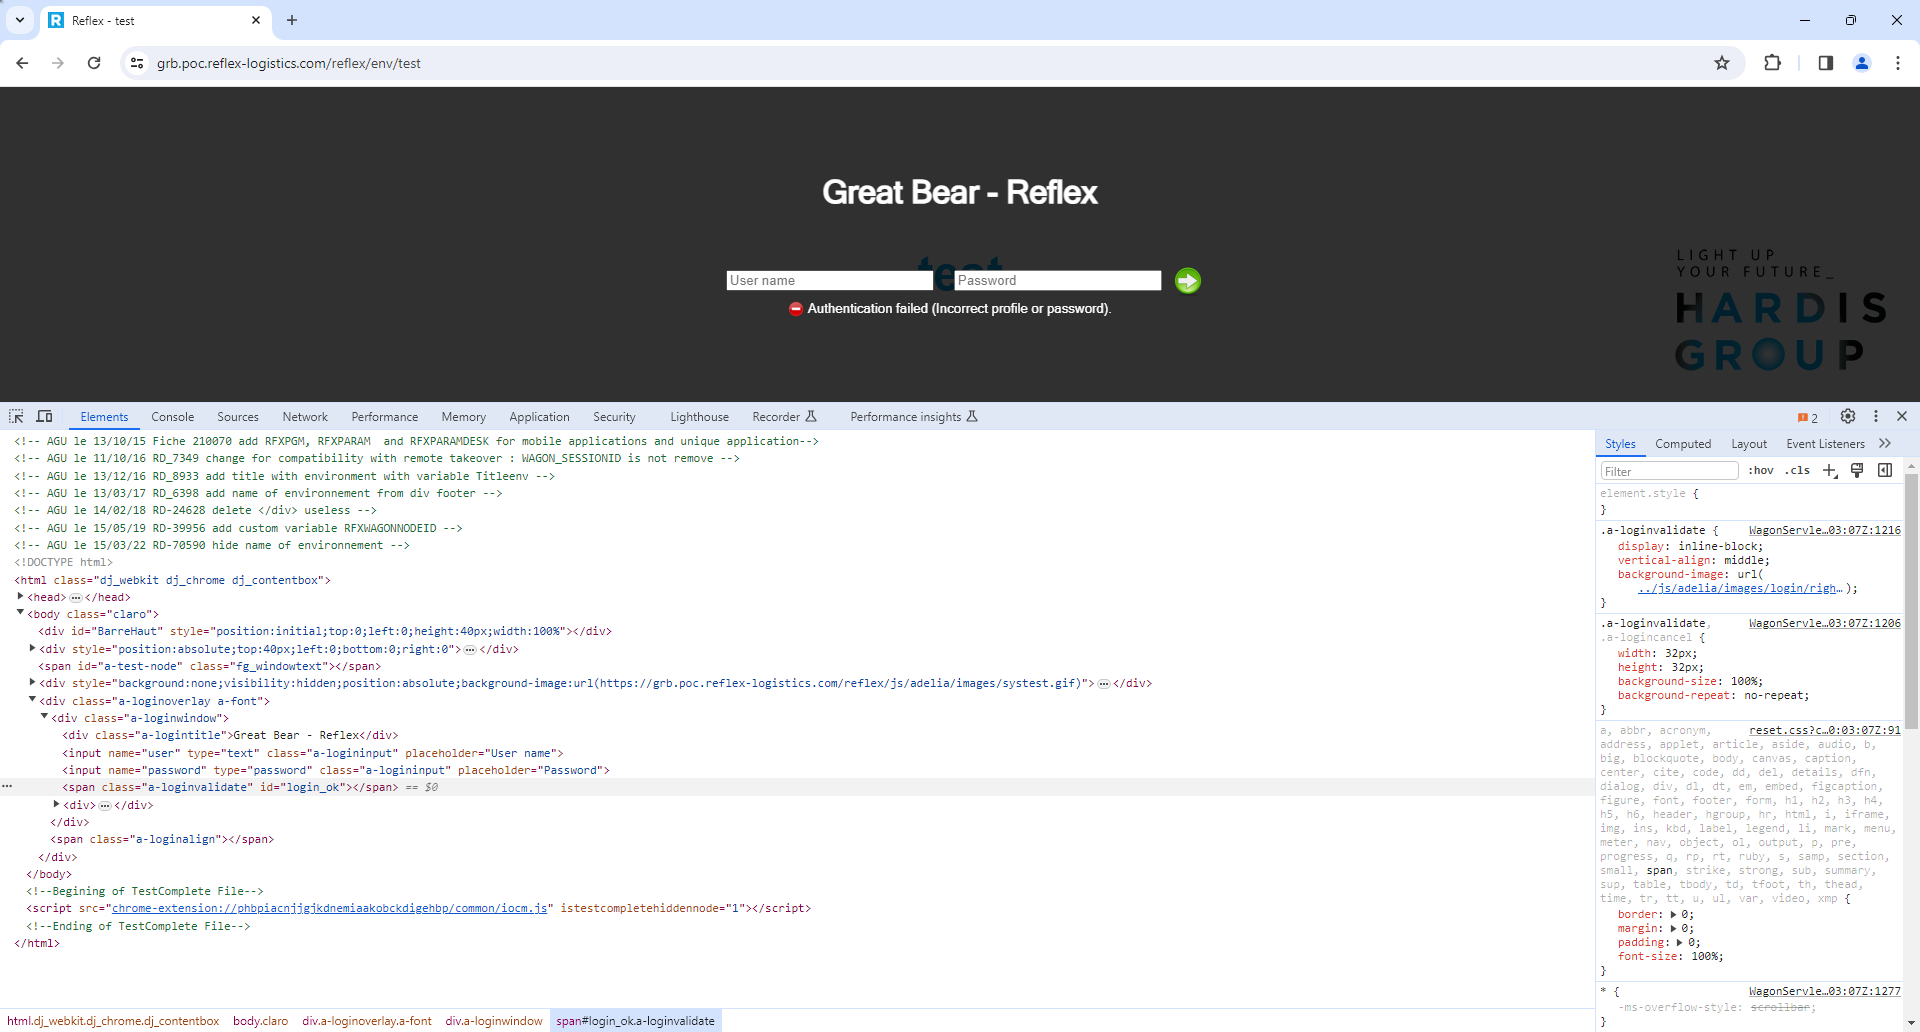 Reflex - test
grb.poc.reflex-logistics.com/reflex/env/test
Great Bear - Reflex
test
User name
Password
Authentication failed (Incorrect profile or password).
LIGHT UP
YOUR FUTURE_
HARDIS
GROUP
Elements Console Sources Network Performance Memory Application Security Lighthouse Recorder Performance insights 2
<!-- AGU le 13/10/15 Fiche 210070 add RFXPGM, RFXPARAM  and RFXPARAMDESK for mobile applications and unique application-->
<!-- AGU le 11/10/16 RD_7349 change for compatibility with remote takeover : WAGON_SESSIONID is not remove -->
<!-- AGU le 13/12/16 RD_8933 add title with environment with variable Titleenv -->
<!-- AGU le 13/03/17 RD_6398 add name of environnement from div footer -->
<!-- AGU le 14/02/18 RD-24628 delete </div> useless -->
<!-- AGU le 15/05/19 RD-39956 add custom variable RFXWAGONNODEID -->
<!-- AGU le 15/03/22 RD-70590 hide name of environnement -->
<!DOCTYPE html>
<html class="dj_webkit dj_chrome dj_contentbox">
<head> … </head>
<body class="claro">
<div id="BarreHaut" style="position:initial;top:0;left:0;height:40px;width:100%"></div>
<div style="position:absolute;top:40px;left:0;bottom:0;right:0"> … </div>
<span id="a-test-node" class="fg_windowtext"></span>
<div style="background:none;visibility:hidden;position:absolute;background-image:url(https://grb.poc.reflex-logistics.com/reflex/js/adelia/images/systest.gif)"> … </div>
<div class="a-loginoverlay a-font">
<div class="a-loginwindow">
<div class="a-logintitle">Great Bear - Reflex</div>
<input name="user" type="text" class="a-logininput" placeholder="User name">
<input name="password" type="password" class="a-logininput" placeholder="Password">
<span class="a-loginvalidate" id="login_ok"></span> == $0
<div> … </div>
</div>
<span class="a-loginalign"></span>
</div>
</body>
<!--Begining of TestComplete File-->
<script src="chrome-extension://phbpiacnjjgjkdnemiaakobckdigehbp/common/iocm.js" istestcompletehiddennode="1"></script>
<!--Ending of TestComplete File-->
</html>
html.dj_webkit.dj_chrome.dj_contentbox body.claro div.a-loginoverlay.a-font div.a-loginwindow span#login_ok.a-loginvalidate
Styles Computed Layout Event Listeners
Filter :hov .cls
element.style {
}
.a-loginvalidate { WagonServle…03:07Z:1216
display: inline-block;
vertical-align: middle;
background-image: url(
../js/adelia/images/login/righ… );
}
.a-loginvalidate, WagonServle…03:07Z:1206
.a-logincancel {
width: 32px;
height: 32px;
background-size: 100%;
background-repeat: no-repeat;
}
a, abbr, acronym, reset.css?c…0:03:07Z:91
address, applet, article, aside, audio, b,
big, blockquote, body, canvas, caption,
center, cite, code, dd, del, details, dfn,
dialog, div, dl, dt, em, embed, figcaption,
figure, font, footer, form, h1, h2, h3, h4,
h5, h6, header, hgroup, hr, html, i, iframe,
img, ins, kbd, label, legend, li, mark, menu,
meter, nav, object, ol, output, p, pre,
progress, q, rp, rt, ruby, s, samp, section,
small, span, strike, strong, sub, summary,
sup, table, tbody, td, tfoot, th, thead,
time, tr, tt, u, ul, var, video, xmp {
border: 0;
margin: 0;
padding: 0;
font-size: 100%;
}
* { WagonServle…03:07Z:1277
-ms-overflow-style: scrollbar;
}